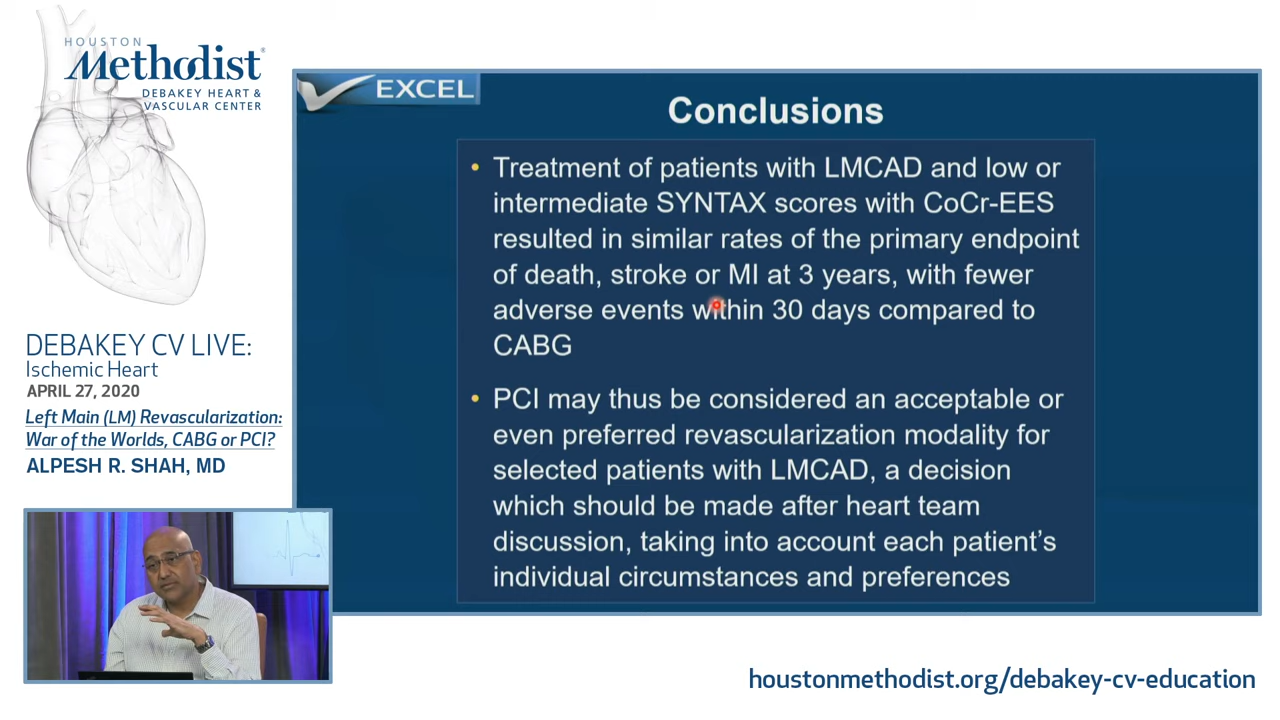 HOUSTON
Methodist®
DEBAKEY HEART &
VASCULAR CENTER
DEBAKEY CV LIVE:
Ischemic Heart
APRIL 27, 2020
Left Main (LM) Revascularization:
War of the Worlds, CABG or PCI?
ALPESH R. SHAH, MD
EXCEL
Conclusions
• Treatment of patients with LMCAD and low or
intermediate SYNTAX scores with CoCr-EES
resulted in similar rates of the primary endpoint
of death, stroke or MI at 3 years, with fewer
adverse events within 30 days compared to
CABG
• PCI may thus be considered an acceptable or
even preferred revascularization modality for
selected patients with LMCAD, a decision
which should be made after heart team
discussion, taking into account each patient's
individual circumstances and preferences
houstonmethodist.org/debakey-cv-education